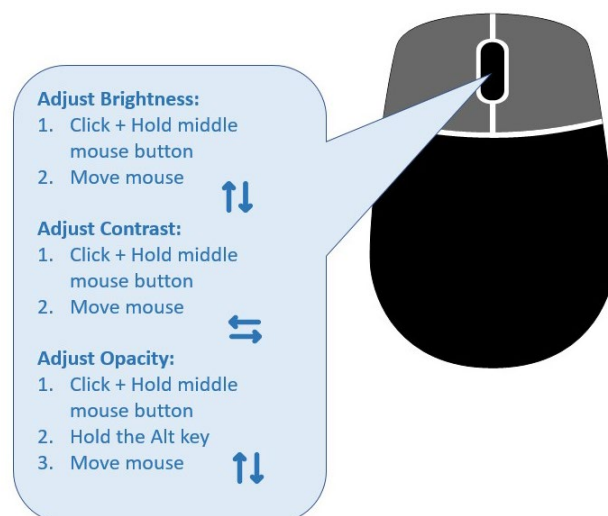 Adjust Brightness:
1. Click + Hold middle
mouse button
2. Move mouse
Adjust Contrast:
1. Click + Hold middle
mouse button
2. Move mouse
Adjust Opacity:
1. Click + Hold middle
mouse button
2. Hold the Alt key
3. Move mouse